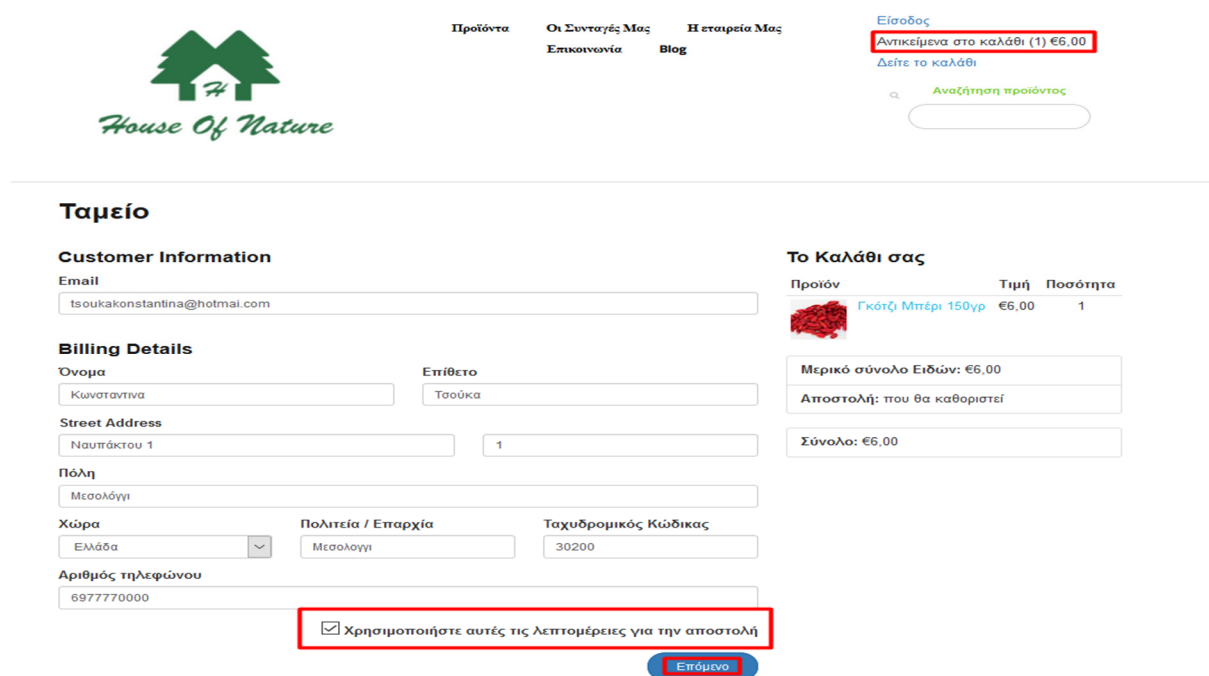 Προϊόντα Οι Συνταγές Μας Η εταιρεία Μας
Επικοινωνία Blog
Είσοδος
Αντικείμενα στο καλάθι (1) €6,00
Δείτε το καλάθι
Αναζήτηση προϊόντος
H
House Of Nature
Ταμείο
Customer Information
Email
tsoukakonstantina@hotmai.com
Billing Details
Όνομα Επίθετο
Κωνσταντινα Τσούκα
Street Address
Ναυπάκτου 1 1
Πόλη
Μεσολόγγι
Χώρα Πολιτεία / Επαρχία Ταχυδρομικός Κώδικας
Ελλάδα Μεσολογγι 30200
Αριθμός τηλεφώνου
6977770000
Χρησιμοποιήστε αυτές τις λεπτομέρειες για την αποστολή
Επόμενο
Το Καλάθι σας
Προϊόν Τιμή Ποσότητα
Γκότζι Μπέρι 150γρ €6,00 1
Μερικό σύνολο Ειδών: €6,00
Αποστολή: που θα καθοριστεί
Σύνολο: €6,00